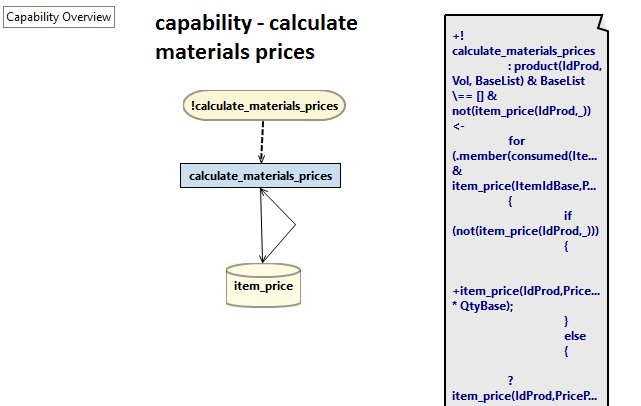 Capability Overview
capability - calculate
materials prices
!calculate_materials_prices
calculate_materials_prices
item_price
+!
calculate_materials_prices
: product(IdProd,
Vol, BaseList) & BaseList
\== [] &
not(item_price(IdProd,_))
<-
for
(.member(consumed(Ite...
&
item_price(ItemIdBase,P...
{
if
(not(item_price(IdProd,_)))
{
+item_price(IdProd,Price...
* QtyBase);
}
else
{
?
item_price(IdProd,PriceP...